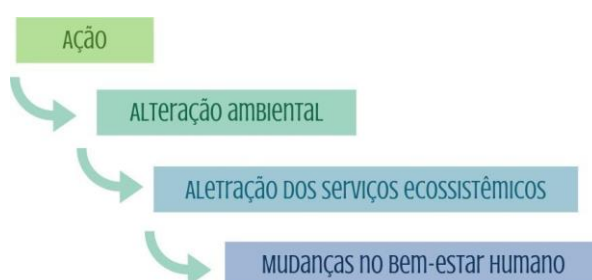 AÇÃO
ALTERAÇÃO AMBIENTAL
ALETRAÇÃO DOS SERVIÇOS ECOSSISTÊMICOS
MUDANÇAS NO BEM-ESTAR HUMANO